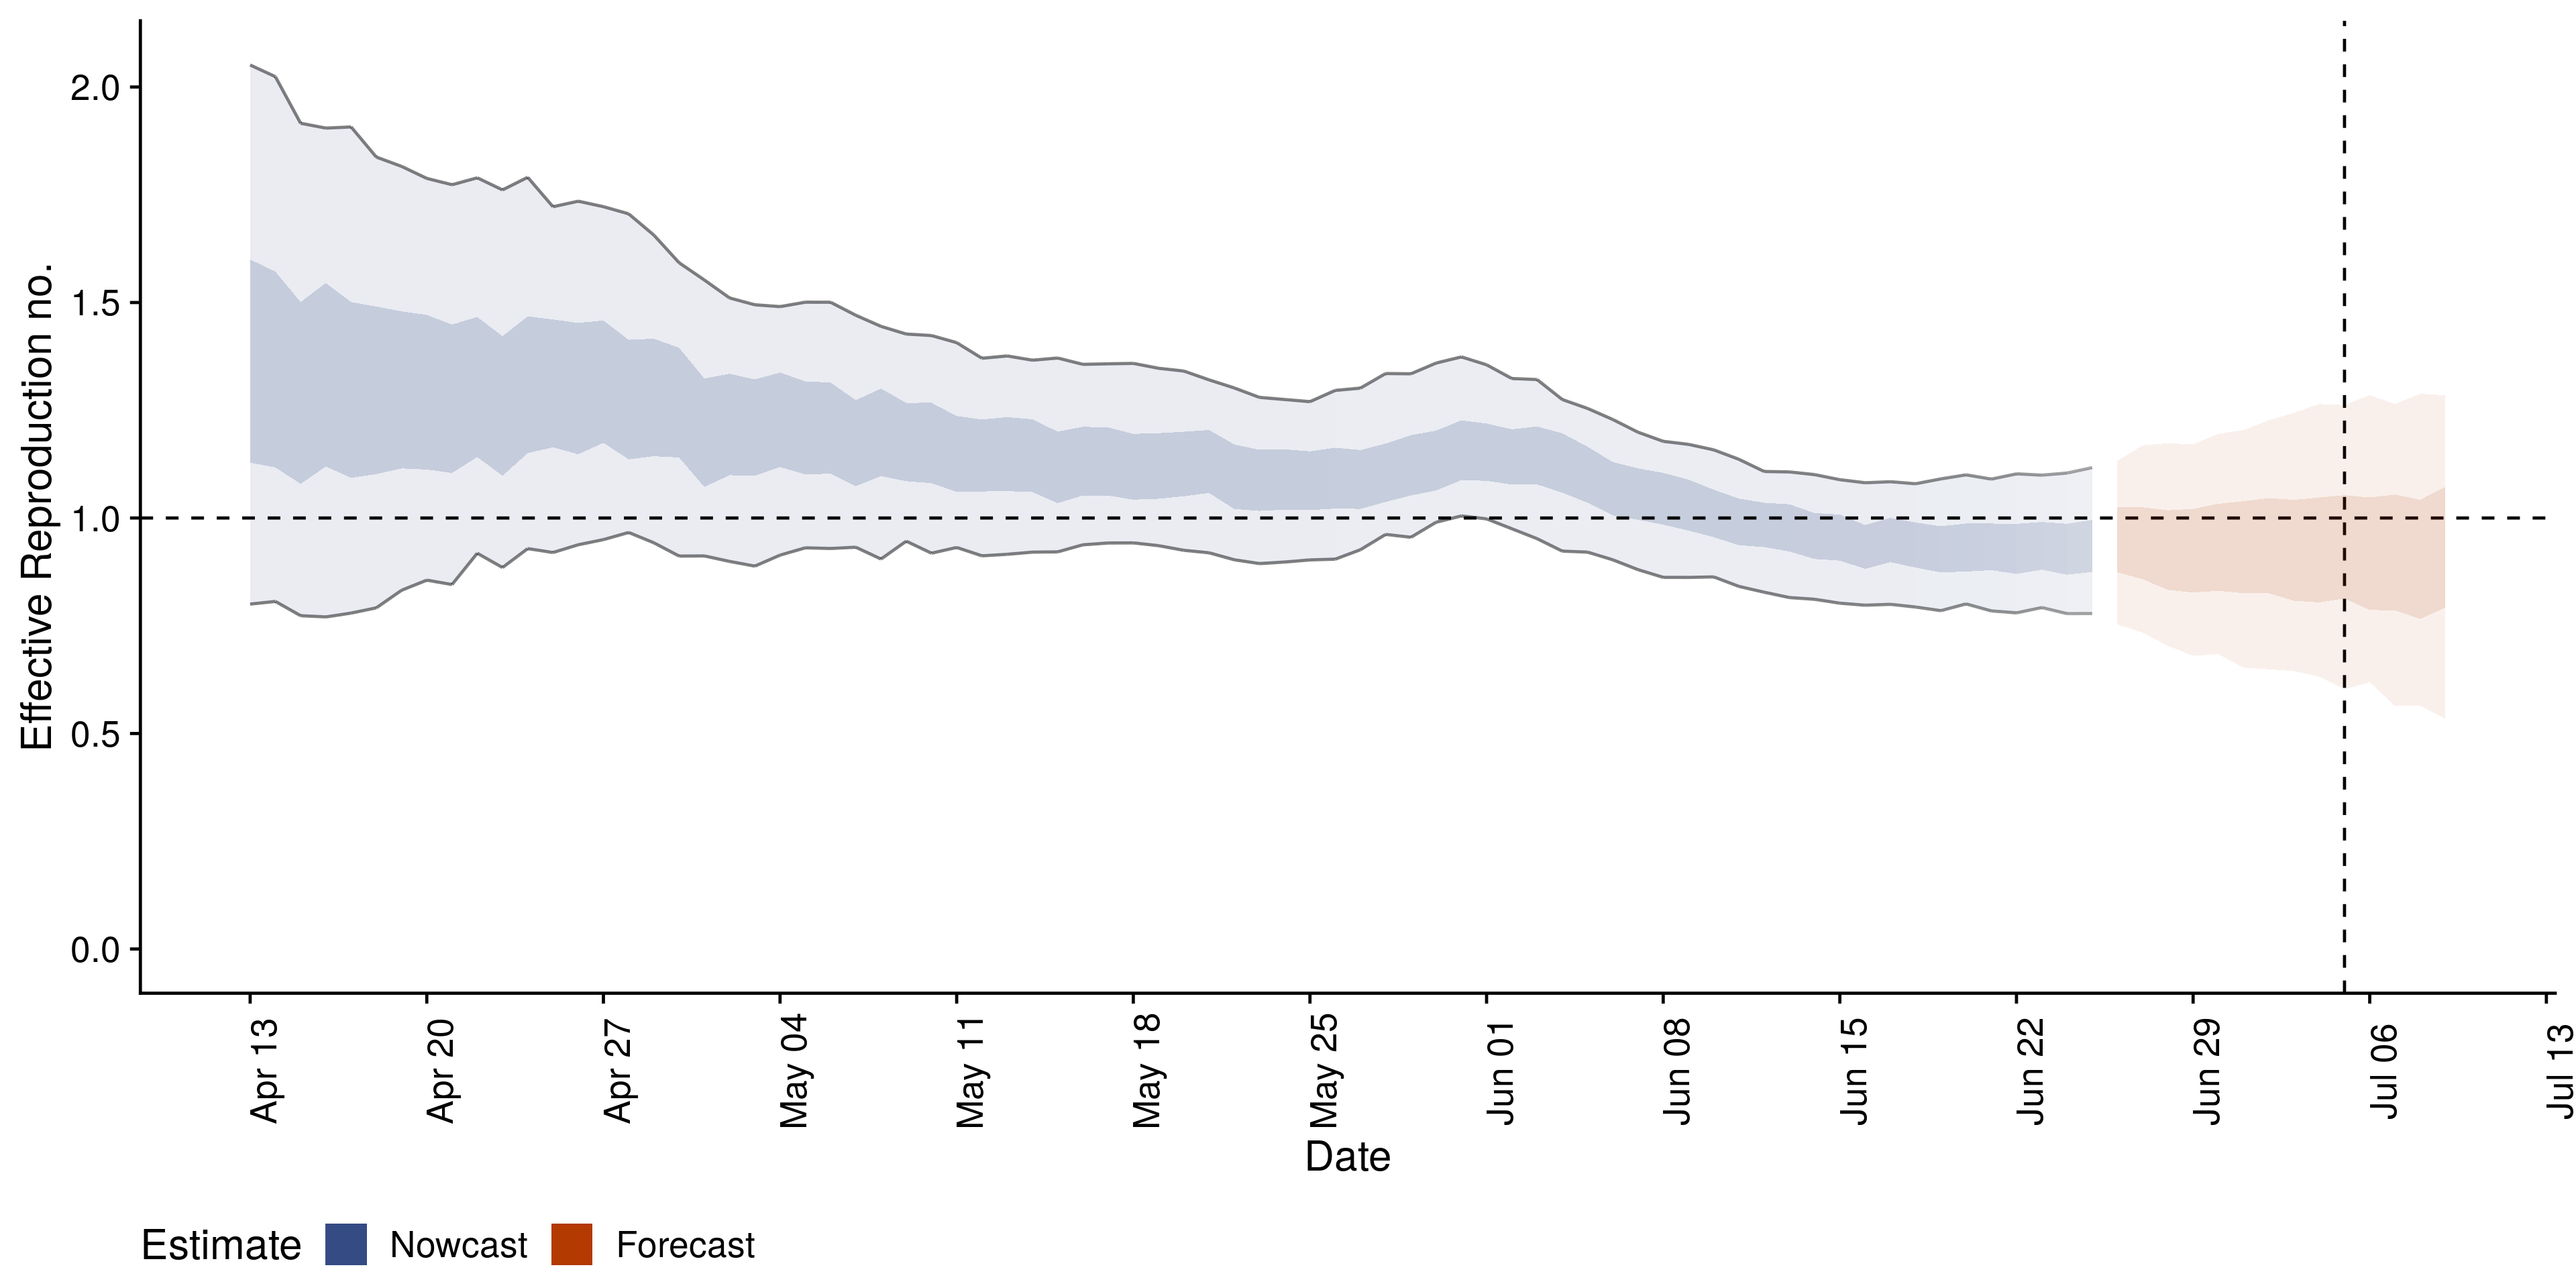 Effective Reproduction no.
2.0
1.5
1.0
0.5
0.0
Apr 13
Apr 20
Apr 27
May 04
May 11
May 18
May 25
Jun 01
Jun 08
Jun 15
Jun 22
Jun 29
Jul 06
Jul 13
Date
Estimate Nowcast Forecast